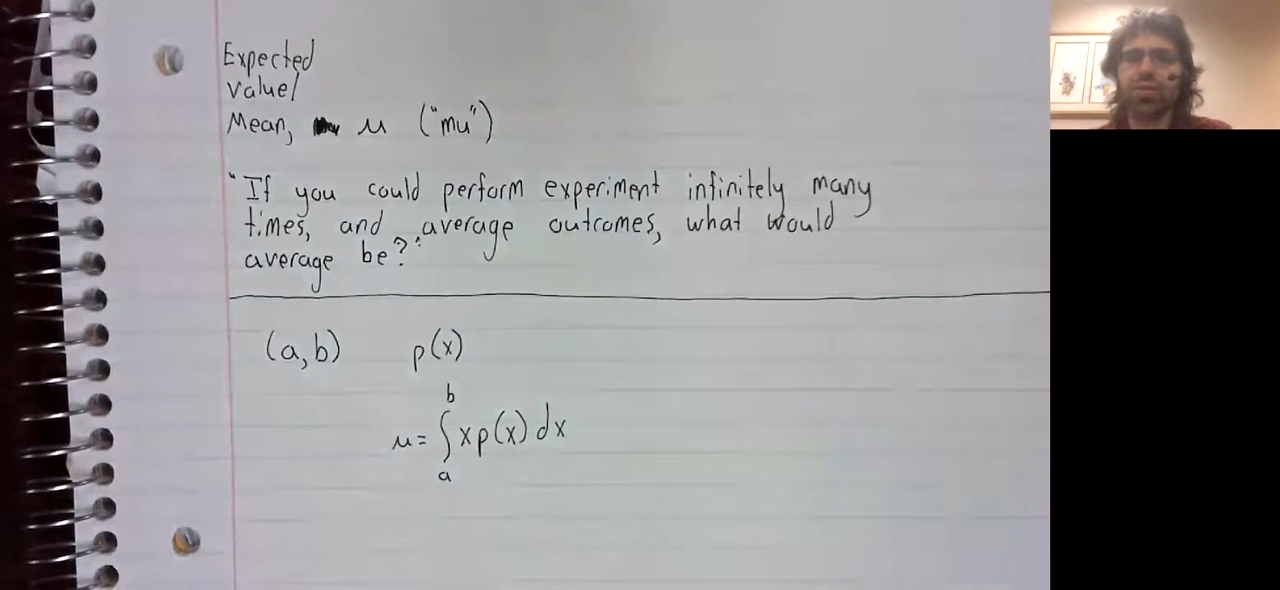 Expected
Value/
Mean, μ ("mu")
"If you could perform experiment infinitely many
times, and average outcomes, what would
average be?"
(a,b) p(x)
b
μ = ∫ x p(x) dx
a